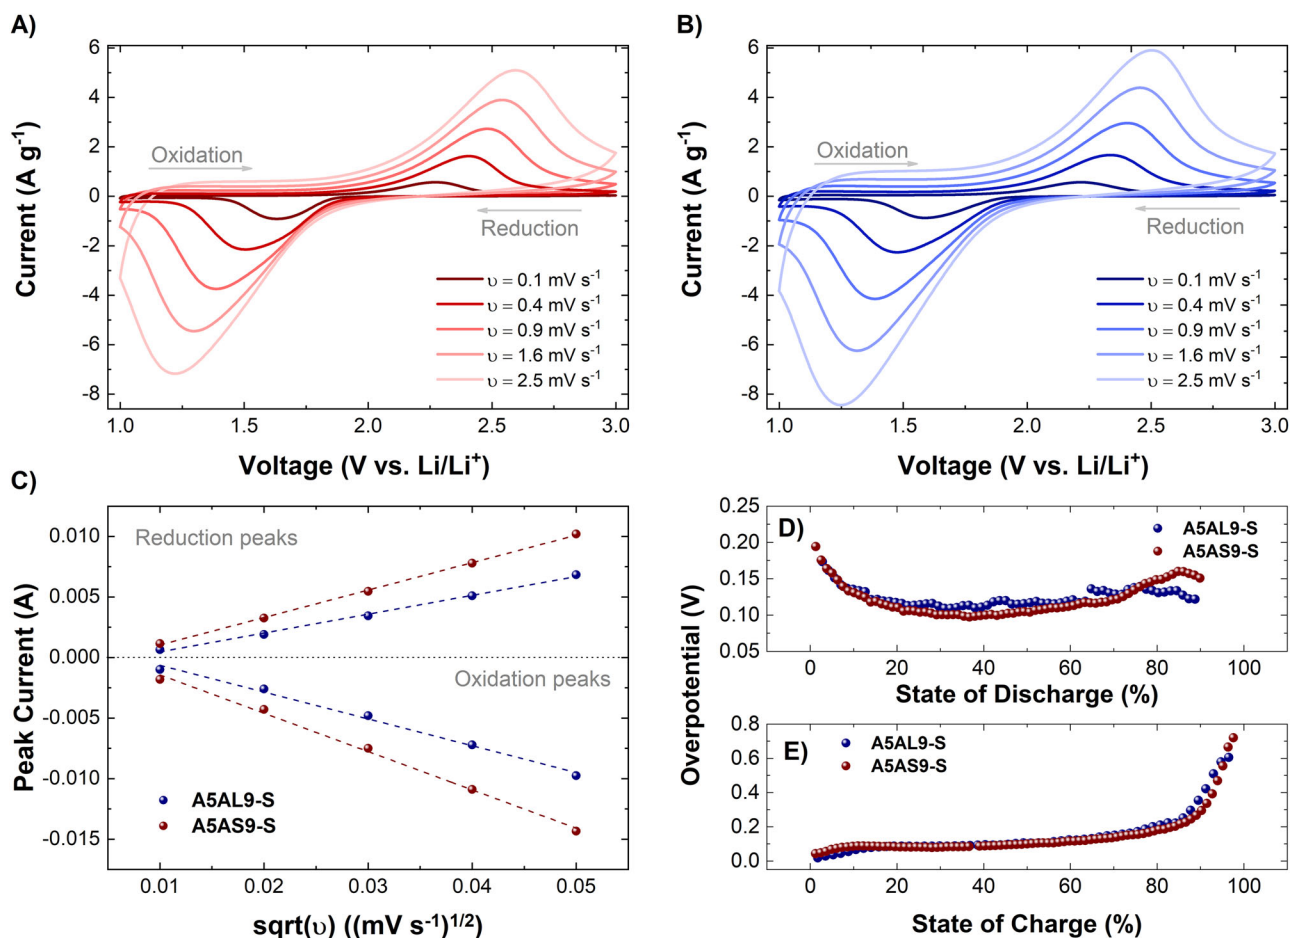 A)
6
4
2
0
-2
-4
-6
-8
Current (A g⁻¹)
Oxidation
Reduction
υ = 0.1 mV s⁻¹
υ = 0.4 mV s⁻¹
υ = 0.9 mV s⁻¹
υ = 1.6 mV s⁻¹
υ = 2.5 mV s⁻¹
1.0 1.5 2.0 2.5 3.0
Voltage (V vs. Li/Li⁺)
B)
6
4
2
0
-2
-4
-6
-8
Current (A g⁻¹)
Oxidation
Reduction
υ = 0.1 mV s⁻¹
υ = 0.4 mV s⁻¹
υ = 0.9 mV s⁻¹
υ = 1.6 mV s⁻¹
υ = 2.5 mV s⁻¹
1.0 1.5 2.0 2.5 3.0
Voltage (V vs. Li/Li⁺)
C)
0.010
0.005
0.000
-0.005
-0.010
-0.015
Peak Current (A)
Reduction peaks
Oxidation peaks
A5AL9-S
A5AS9-S
0.01 0.02 0.03 0.04 0.05
sqrt(υ) ((mV s⁻¹)¹ᐟ²)
D)
0.25
0.20
0.15
0.10
0.05
A5AL9-S
A5AS9-S
0 20 40 60 80 100
State of Discharge (%)
Overpotential (V)
E)
0.8
0.6
0.4
0.2
0.0
A5AL9-S
A5AS9-S
0 20 40 60 80 100
State of Charge (%)